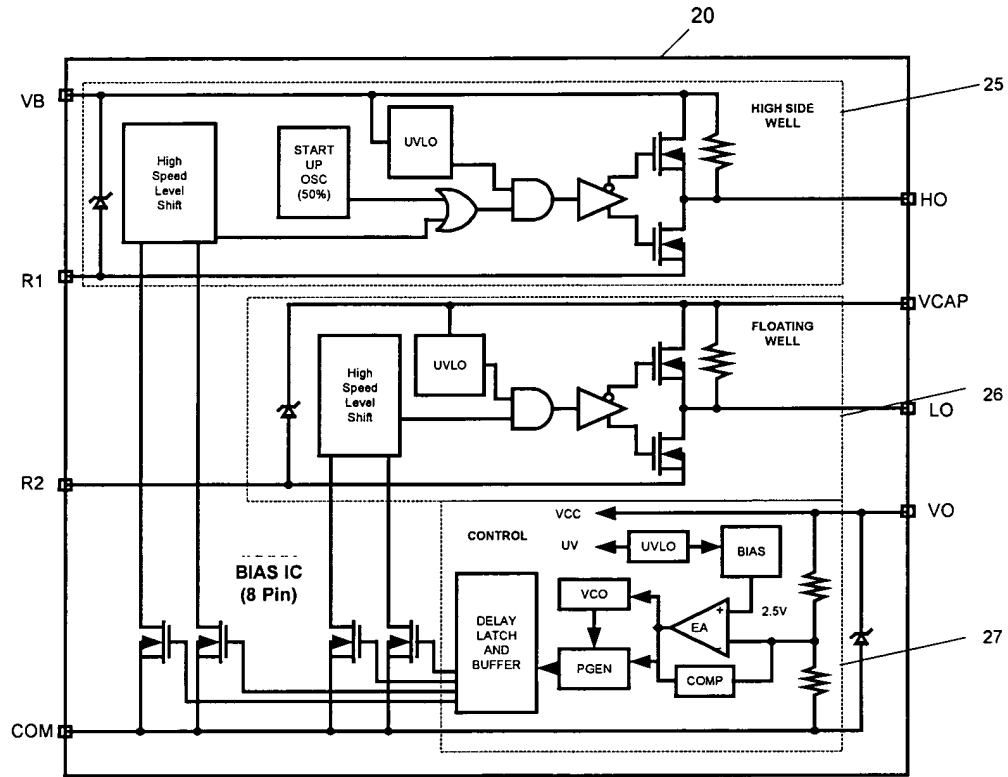 20
25
VB
HIGH SIDE
WELL
UVLO
START
UP
OSC
(50%)
High
Speed
Level
Shift
HO
R1
VCAP
FLOATING
WELL
UVLO
High
Speed
Level
Shift
26
LO
R2
VO
VCC
CONTROL
UV
UVLO
BIAS
BIAS IC
(8 Pin)
VCO
2.5V
+
EA
-
DELAY
LATCH
AND
BUFFER
PGEN
COMP
27
COM